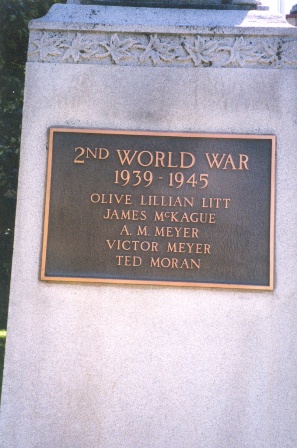 2ND WORLD WAR
1939 - 1945
OLIVE LILLIAN LITT
JAMES McKAGUE
A. M. MEYER
VICTOR MEYER
TED MORAN